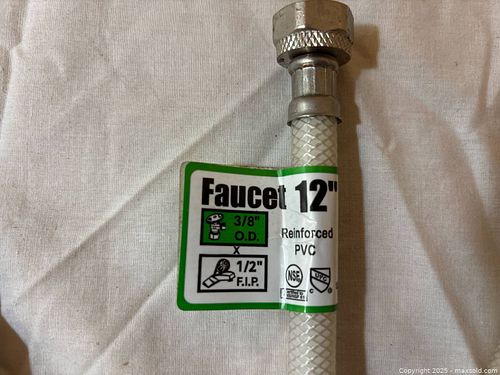 Faucet 12"
3/8"
O.D.
Reinforced
PVC
X
1/2"
F.I.P.
NSF
Copyright 2025 - maxsold.com